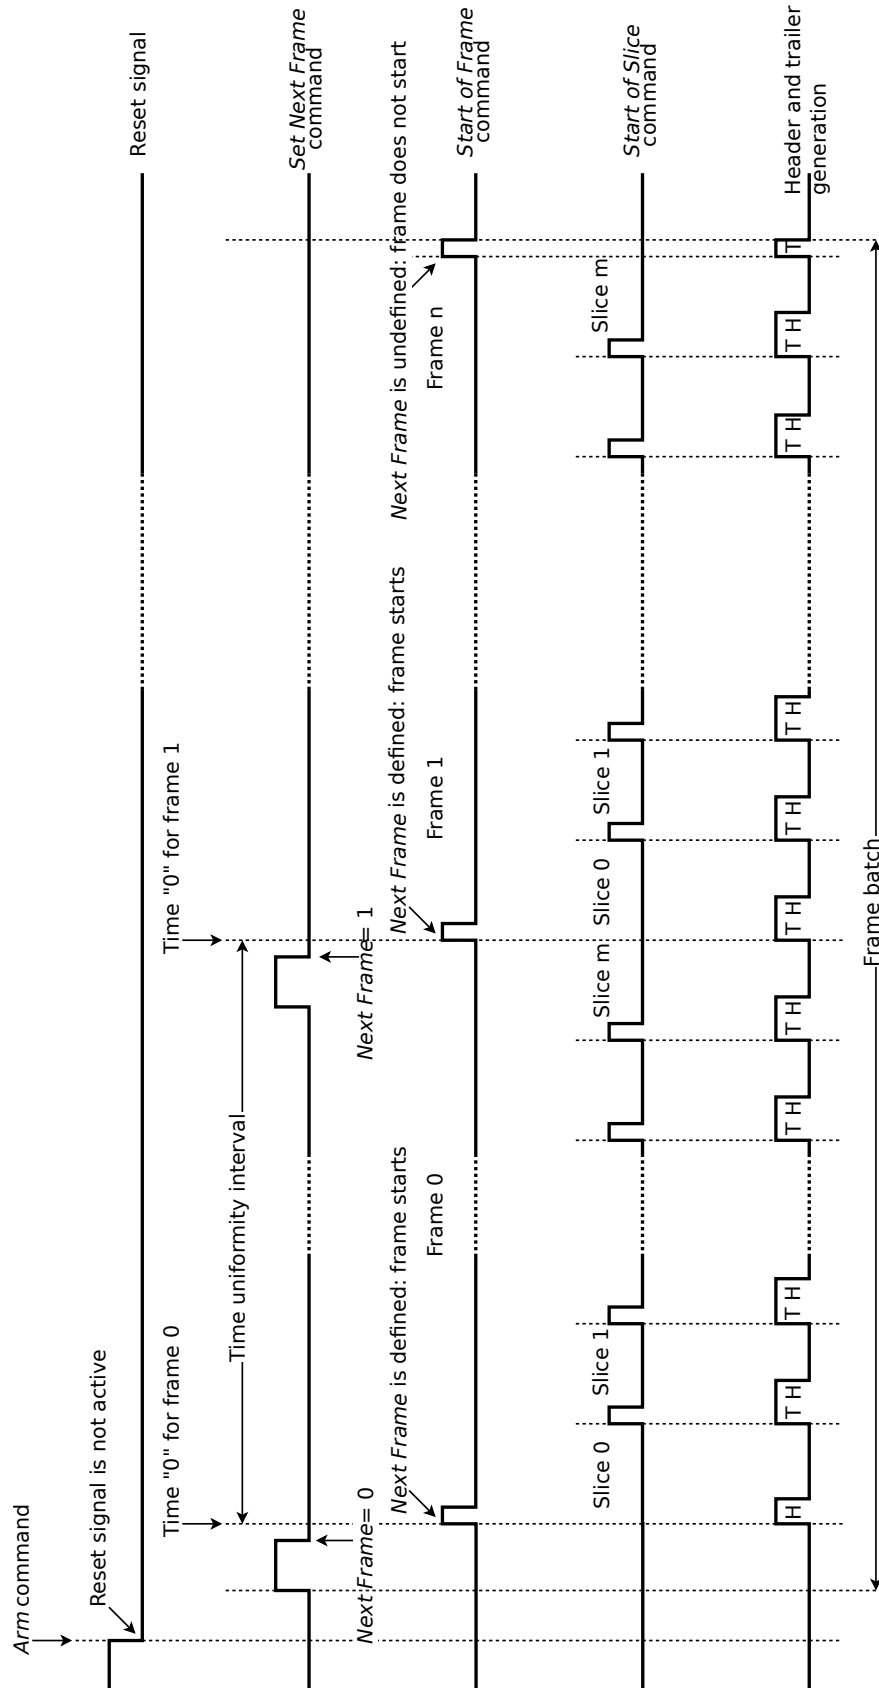 Arm command
Reset signal is not active
Reset signal
Time "0" for frame 0
Time "0" for frame 1
Time uniformity interval
Set Next Frame
command
Next Frame = 0
Next Frame = 1
Next Frame is defined: frame starts
Next Frame is defined: frame starts
Next Frame is undefined: frame does not start
Frame 0
Frame 1
Frame n
Start of Frame
command
Slice 0
Slice 1
Slice m
Slice 0
Slice 1
Slice m
Start of Slice
command
H
T H
T H
T H
T H
T H
T H
T H
T H
T H
T
Header and trailer
generation
Frame batch